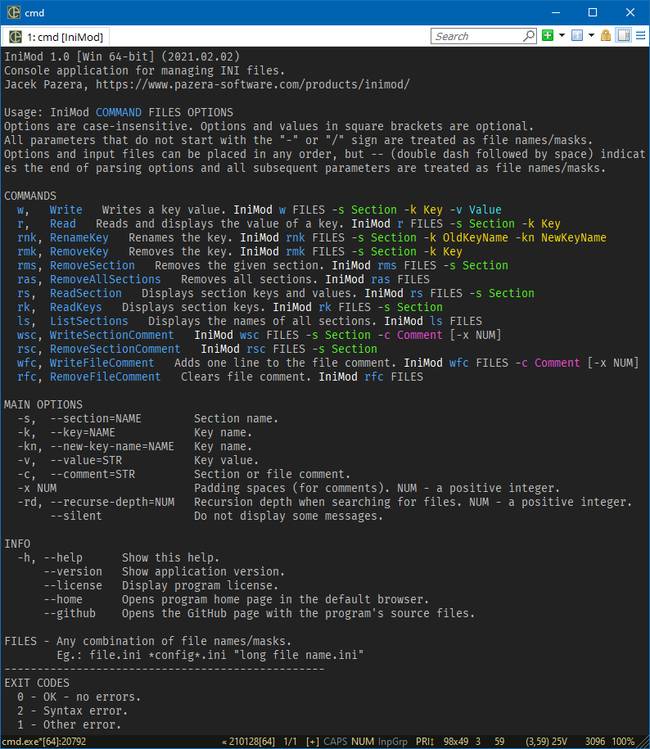 cmd
1: cmd [IniMod]
Search
IniMod 1.0 [Win 64-bit] (2021.02.02)
Console application for managing INI files.
Jacek Pazera, https://www.pazera-software.com/products/inimod/
Usage: IniMod COMMAND FILES OPTIONS
Options are case-insensitive. Options and values in square brackets are optional.
All parameters that do not start with the "-" or "/" sign are treated as file names/masks.
Options and input files can be placed in any order, but -- (double dash followed by space) indicat
es the end of parsing options and all subsequent parameters are treated as file names/masks.
COMMANDS
w, Write Writes a key value. IniMod w FILES -s Section -k Key -v Value
r, Read Reads and displays the value of a key. IniMod r FILES -s Section -k Key
rnk, RenameKey Renames the key. IniMod rnk FILES -s Section -k OldKeyName -kn NewKeyName
rmk, RemoveKey Removes the key. IniMod rmk FILES -s Section -k Key
rms, RemoveSection Removes the given section. IniMod rms FILES -s Section
ras, RemoveAllSections Removes all sections. IniMod ras FILES
rs, ReadSection Displays section keys and values. IniMod rs FILES -s Section
rk, ReadKeys Displays section keys. IniMod rk FILES -s Section
ls, ListSections Displays the names of all sections. IniMod ls FILES
wsc, WriteSectionComment IniMod wsc FILES -s Section -c Comment [-x NUM]
rsc, RemoveSectionComment IniMod rsc FILES -s Section
wfc, WriteFileComment Adds one line to the file comment. IniMod wfc FILES -c Comment [-x NUM]
rfc, RemoveFileComment Clears file comment. IniMod rfc FILES
MAIN OPTIONS
-s, --section=NAME Section name.
-k, --key=NAME Key name.
-kn, --new-key-name=NAME Key name.
-v, --value=STR Key value.
-c, --comment=STR Section or file comment.
-x NUM Padding spaces (for comments). NUM - a positive integer.
-rd, --recurse-depth=NUM Recursion depth when searching for files. NUM - a positive integer.
--silent Do not display some messages.
INFO
-h, --help Show this help.
--version Show application version.
--license Display program license.
--home Opens program home page in the default browser.
--github Opens the GitHub page with the program's source files.
FILES - Any combination of file names/masks.
Eg.: file.ini *config*.ini "long file name.ini"
-------------------------------------------------
EXIT CODES
0 - OK - no errors.
2 - Syntax error.
1 - Other error.
cmd.exe*[64]:20792 « 210128[64] 1/1 [+] CAPS NUM InpGrp PRI↕ 98x49 3 59 (3,59) 25V 3096 100%